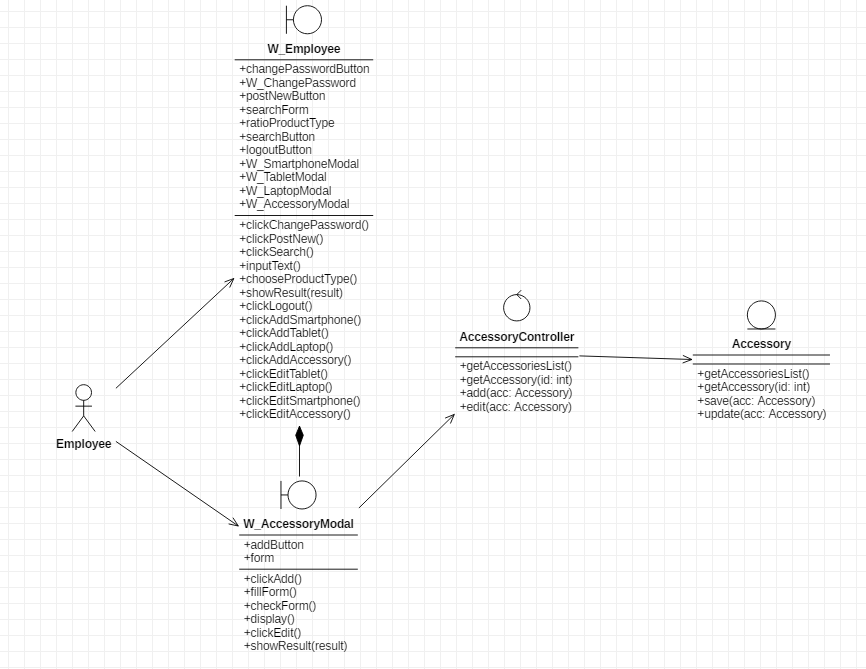 W_Employee
+changePasswordButton
+W_ChangePassword
+postNewButton
+searchForm
+ratioProductType
+searchButton
+logoutButton
+W_SmartphoneModal
+W_TabletModal
+W_LaptopModal
+W_AccessoryModal
+clickChangePassword()
+clickPostNew()
+clickSearch()
+inputText()
+chooseProductType()
+showResult(result)
+clickLogout()
+clickAddSmartphone()
+clickAddTablet()
+clickAddLaptop()
+clickAddAccessory()
+clickEditTablet()
+clickEditLaptop()
+clickEditSmartphone()
+clickEditAccessory()
Employee
W_AccessoryModal
+addButton
+form
+clickAdd()
+fillForm()
+checkForm()
+display()
+clickEdit()
+showResult(result)
AccessoryController
+getAccessoriesList()
+getAccessory(id: int)
+add(acc: Accessory)
+edit(acc: Accessory)
Accessory
+getAccessoriesList()
+getAccessory(id: int)
+save(acc: Accessory)
+update(acc: Accessory)